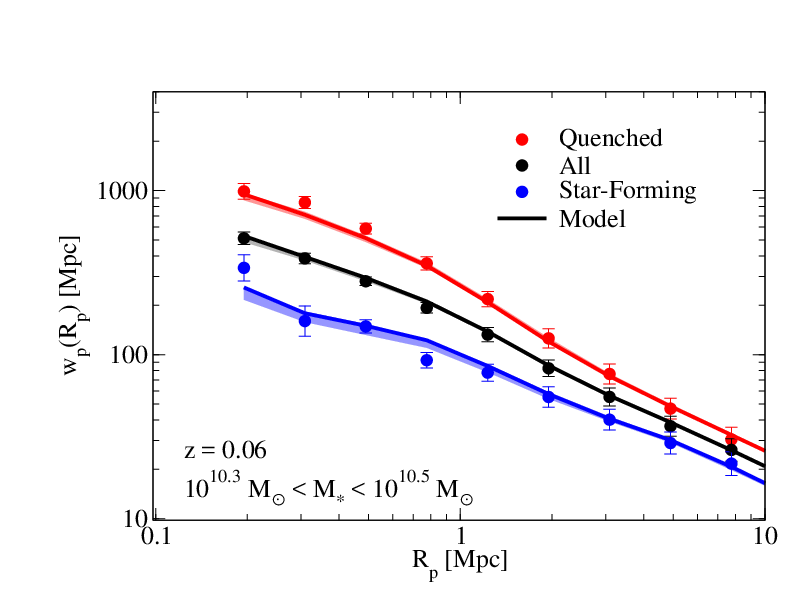 Quenched
All
Star-Forming
Model
1000
100
10
w_p(R_p) [Mpc]
z = 0.06
10^10.3 M_⊙ < M_* < 10^10.5 M_⊙
0.1 1 10
R_p [Mpc]